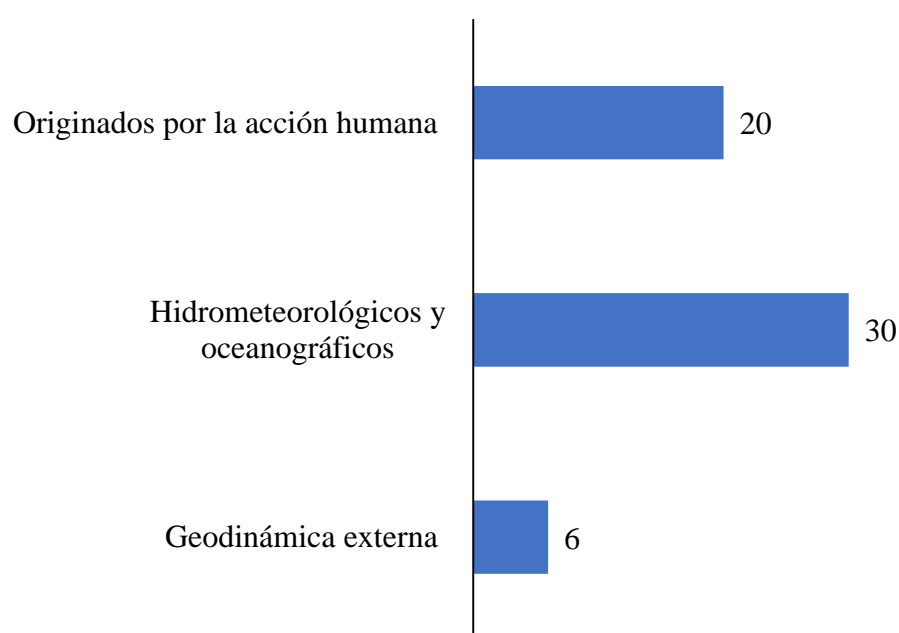 Originados por la acción humana
20
Hidrometeorológicos y
oceanográficos
30
Geodinámica externa
6